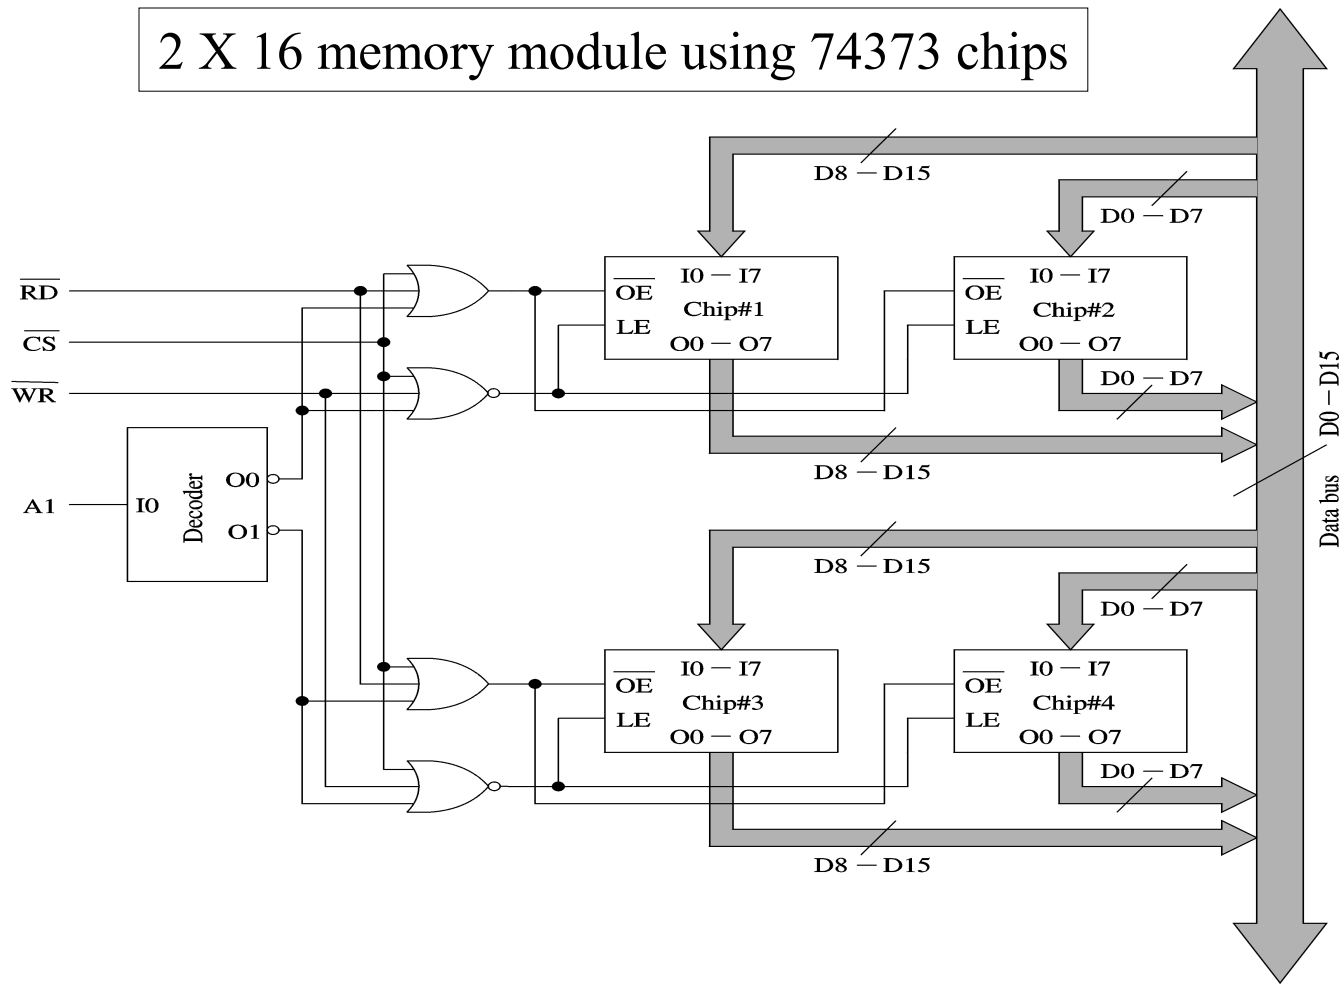 2 X 16 memory module using 74373 chips
D8 — D15
D0 — D7
RD
CS
WR
OE
LE
I0 — I7
Chip#1
O0 — O7
OE
LE
I0 — I7
Chip#2
O0 — O7
D0 — D7
D8 — D15
A1
I0
Decoder
O0
O1
Data bus D0 — D15
D8 — D15
D0 — D7
OE
LE
I0 — I7
Chip#3
O0 — O7
OE
LE
I0 — I7
Chip#4
O0 — O7
D0 — D7
D8 — D15